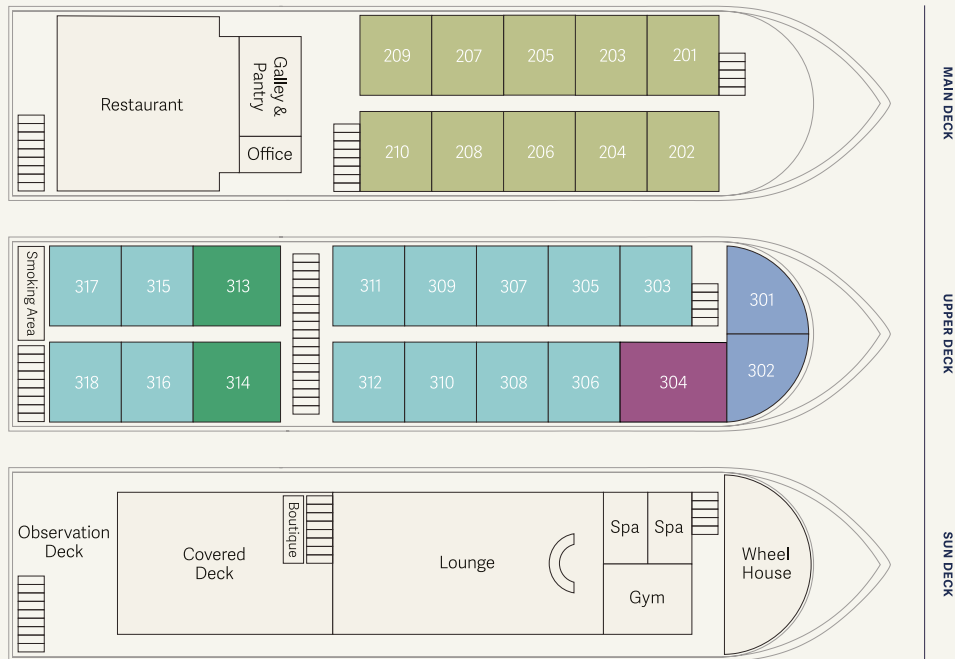 Restaurant
Galley &
Pantry
Office
209
207
205
203
201
210
208
206
204
202
MAIN DECK
Smoking Area
317
315
313
311
309
307
305
303
301
318
316
314
312
310
308
306
304
302
UPPER DECK
Observation
Deck
Covered
Deck
Boutique
Lounge
Spa
Spa
Gym
Wheel
House
SUN DECK